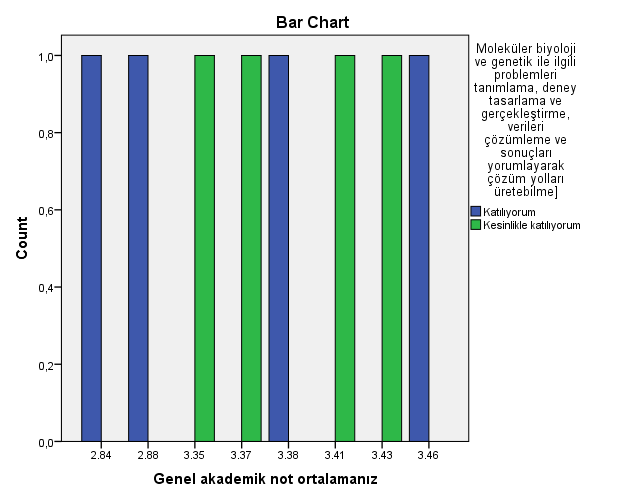 Bar Chart
Moleküler biyoloji
ve genetik ile ilgili
problemleri
tanımlama, deney
tasarlama ve
gerçekleştirme,
verileri
çözümleme ve
sonuçları
yorumlayarak
çözüm yolları
üretebilme]
Katılıyorum
Kesinlikle katılıyorum
Count
1,0
0,8
0,6
0,4
0,2
0,0
2.84 2.88 3.35 3.37 3.38 3.41 3.43 3.46
Genel akademik not ortalamanız